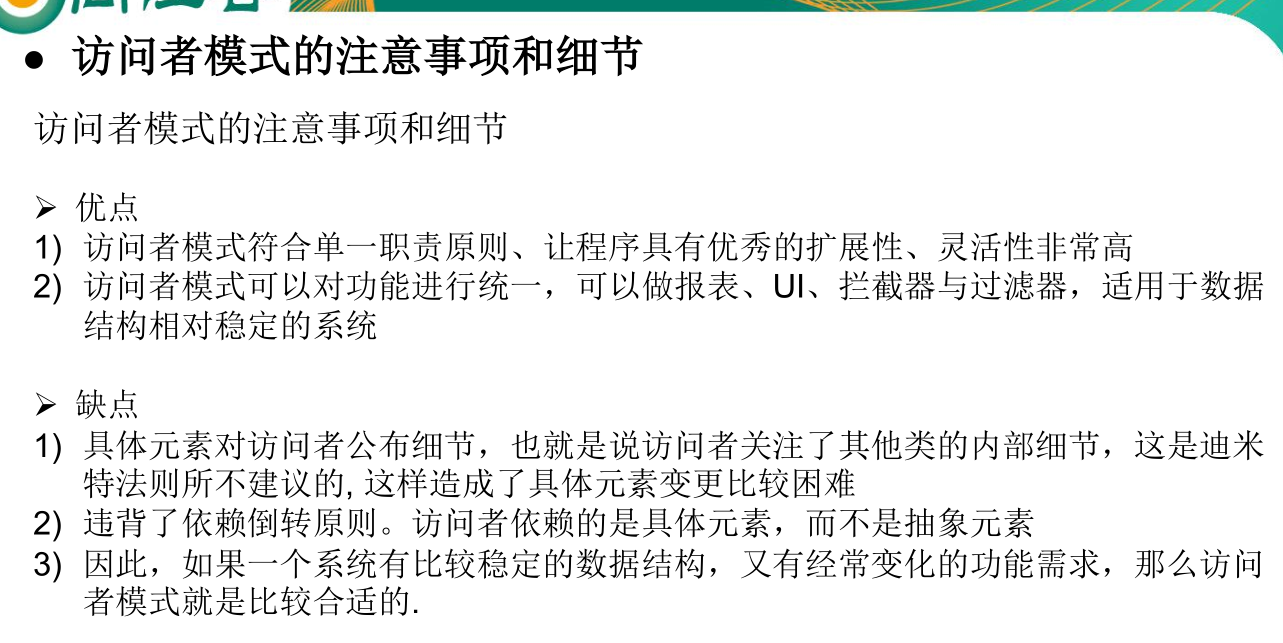 ● 访问者模式的注意事项和细节
访问者模式的注意事项和细节
➢ 优点
1) 访问者模式符合单一职责原则、让程序具有优秀的扩展性、灵活性非常高
2) 访问者模式可以对功能进行统一，可以做报表、UI、拦截器与过滤器，适用于数据
结构相对稳定的系统
➢ 缺点
1) 具体元素对访问者公布细节，也就是说访问者关注了其他类的内部细节，这是迪米
特法则所不建议的, 这样造成了具体元素变更比较困难
2) 违背了依赖倒转原则。访问者依赖的是具体元素，而不是抽象元素
3) 因此，如果一个系统有比较稳定的数据结构，又有经常变化的功能需求，那么访问
者模式就是比较合适的.